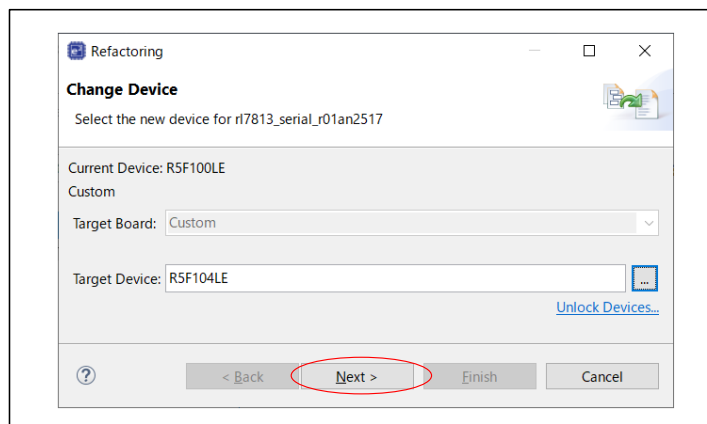 Refactoring
Change Device
Select the new device for rl7813_serial_r01an2517
Current Device: R5F100LE
Custom
Target Board: Custom
Target Device: R5F104LE ...
Unlock Devices...
? < Back Next > Finish Cancel